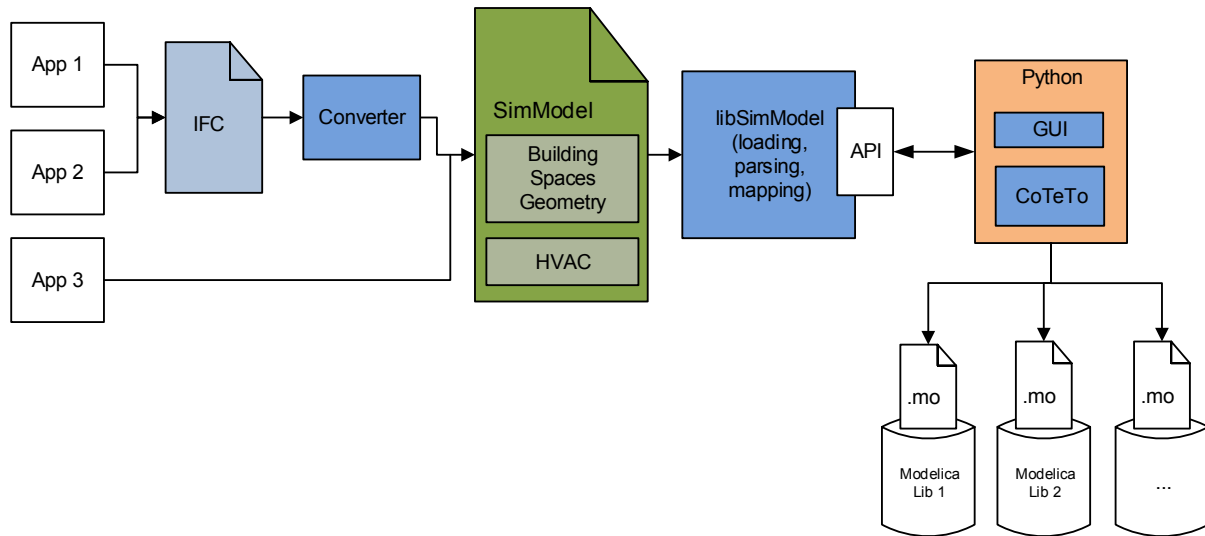 App 1
App 2
App 3
IFC
Converter
SimModel
Building
Spaces
Geometry
HVAC
libSimModel
(loading,
parsing,
mapping)
API
Python
GUI
CoTeTo
.mo
.mo
.mo
Modelica
Lib 1
Modelica
Lib 2
...